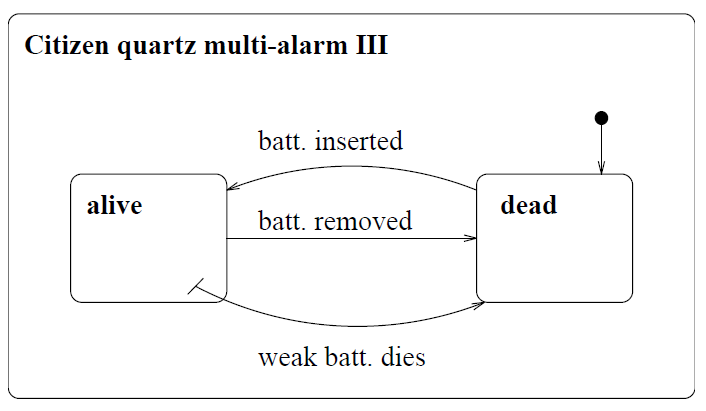 Citizen quartz multi-alarm III
batt. inserted
alive
dead
batt. removed
weak batt. dies